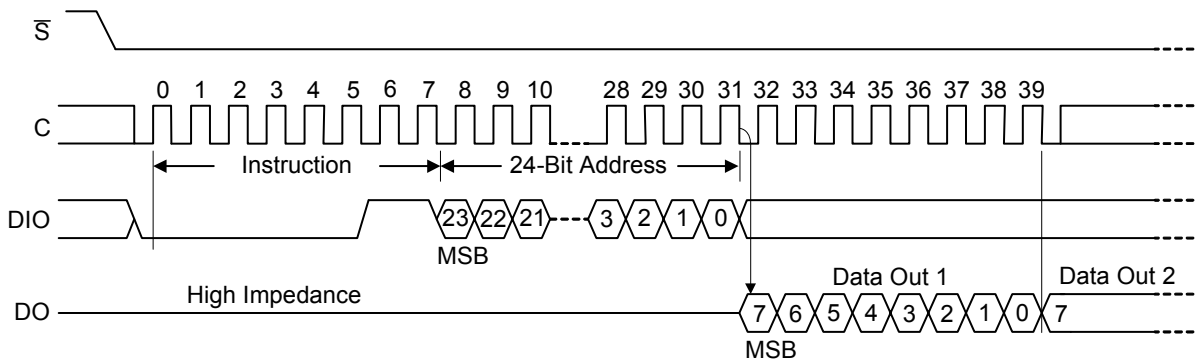 S
0 1 2 3 4 5 6 7 8 9 10 28 29 30 31 32 33 34 35 36 37 38 39
C
Instruction 24-Bit Address
DIO 23 22 21 3 2 1 0
MSB
Data Out 1 Data Out 2
High Impedance
DO 7 6 5 4 3 2 1 0 7
MSB